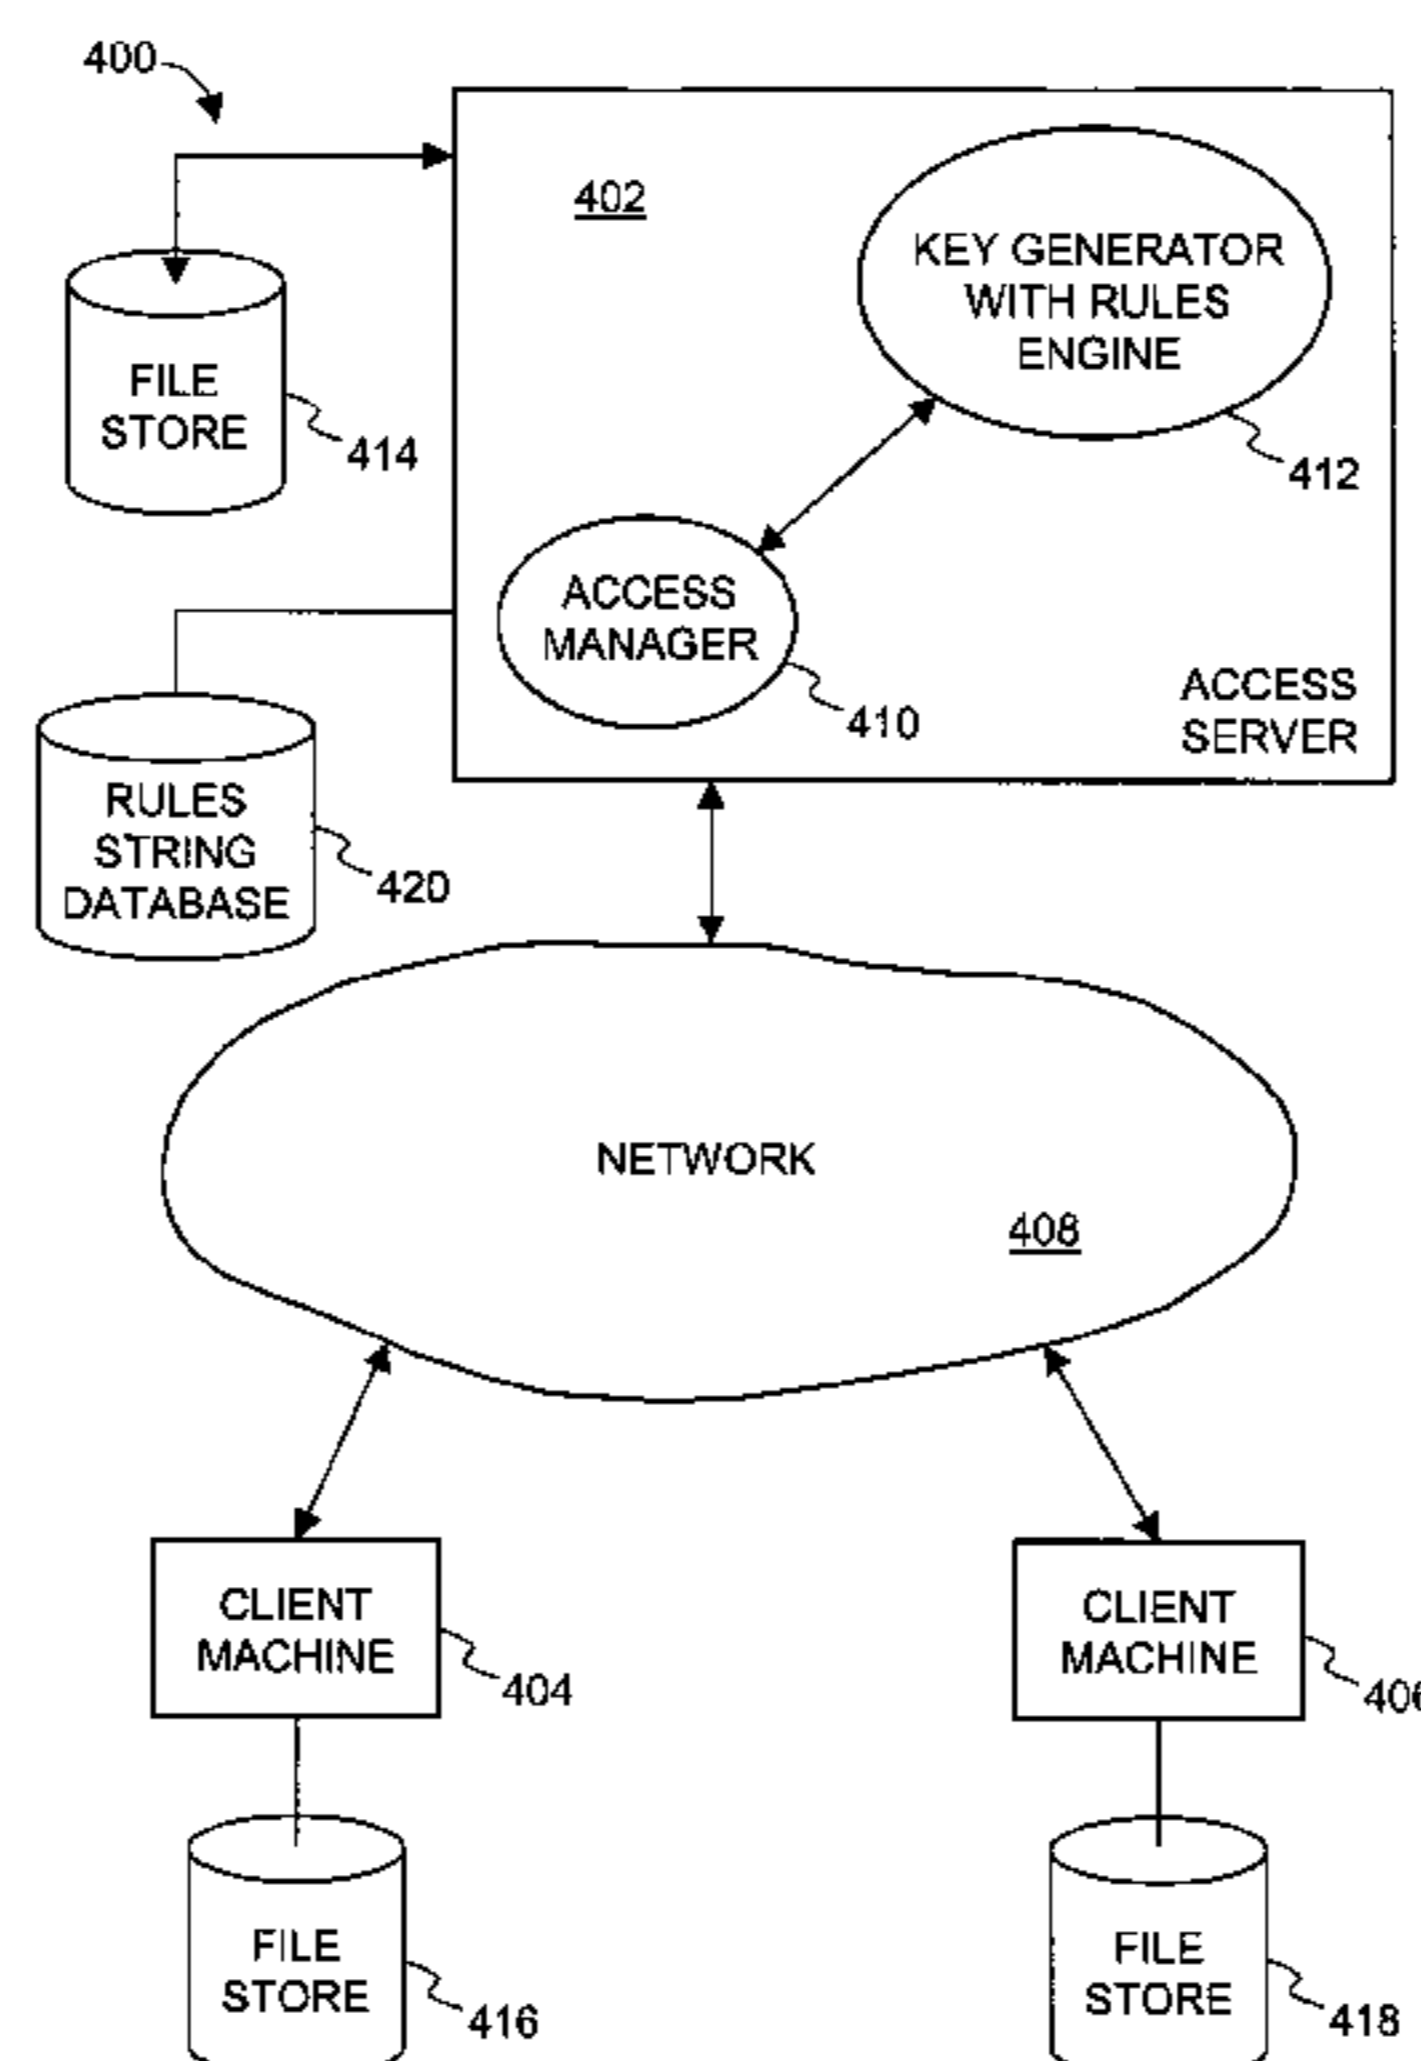 400
402
KEY GENERATOR
WITH RULES
ENGINE
412
FILE
STORE
414
ACCESS
MANAGER
410
ACCESS
SERVER
RULES
STRING
DATABASE
420
NETWORK
408
CLIENT
MACHINE
404
CLIENT
MACHINE
406
FILE
STORE
416
FILE
STORE
418